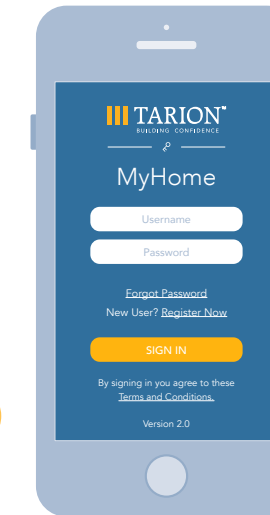 TARION™
BUILDING CONFIDENCE
MyHome
Username
Password
Forgot Password
New User? Register Now
SIGN IN
By signing in you agree to these
Terms and Conditions.
Version 2.0